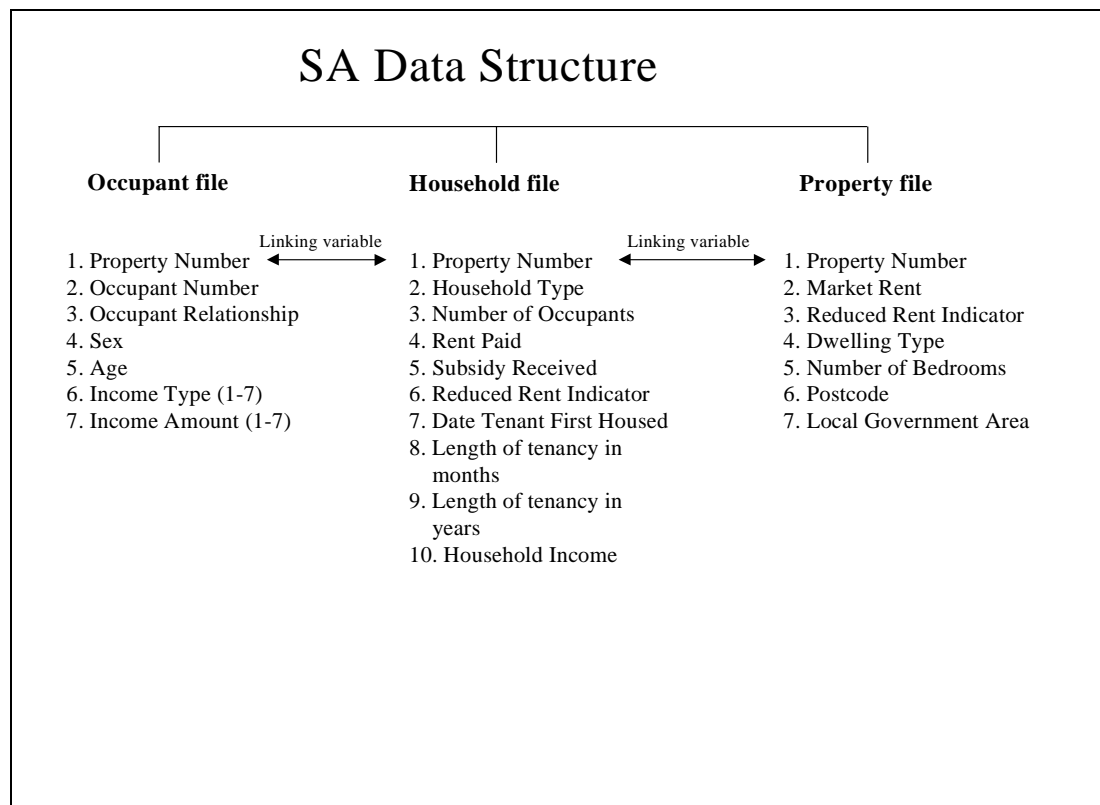 SA Data Structure
Occupant file
Household file
Property file
Linking variable
Linking variable
1. Property Number
2. Occupant Number
3. Occupant Relationship
4. Sex
5. Age
6. Income Type (1-7)
7. Income Amount (1-7)
1. Property Number
2. Household Type
3. Number of Occupants
4. Rent Paid
5. Subsidy Received
6. Reduced Rent Indicator
7. Date Tenant First Housed
8. Length of tenancy in
months
9. Length of tenancy in
years
10. Household Income
1. Property Number
2. Market Rent
3. Reduced Rent Indicator
4. Dwelling Type
5. Number of Bedrooms
6. Postcode
7. Local Government Area